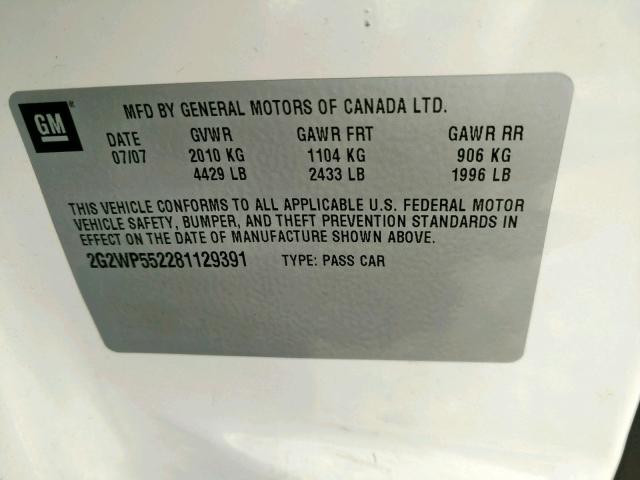 GM
MFD BY GENERAL MOTORS OF CANADA LTD.
DATE GVWR GAWR FRT GAWR RR
07/07 2010 KG 1104 KG 906 KG
4429 LB 2433 LB 1996 LB
THIS VEHICLE CONFORMS TO ALL APPLICABLE U.S. FEDERAL MOTOR
VEHICLE SAFETY, BUMPER, AND THEFT PREVENTION STANDARDS IN
EFFECT ON THE DATE OF MANUFACTURE SHOWN ABOVE.
2G2WP552281129391 TYPE: PASS CAR